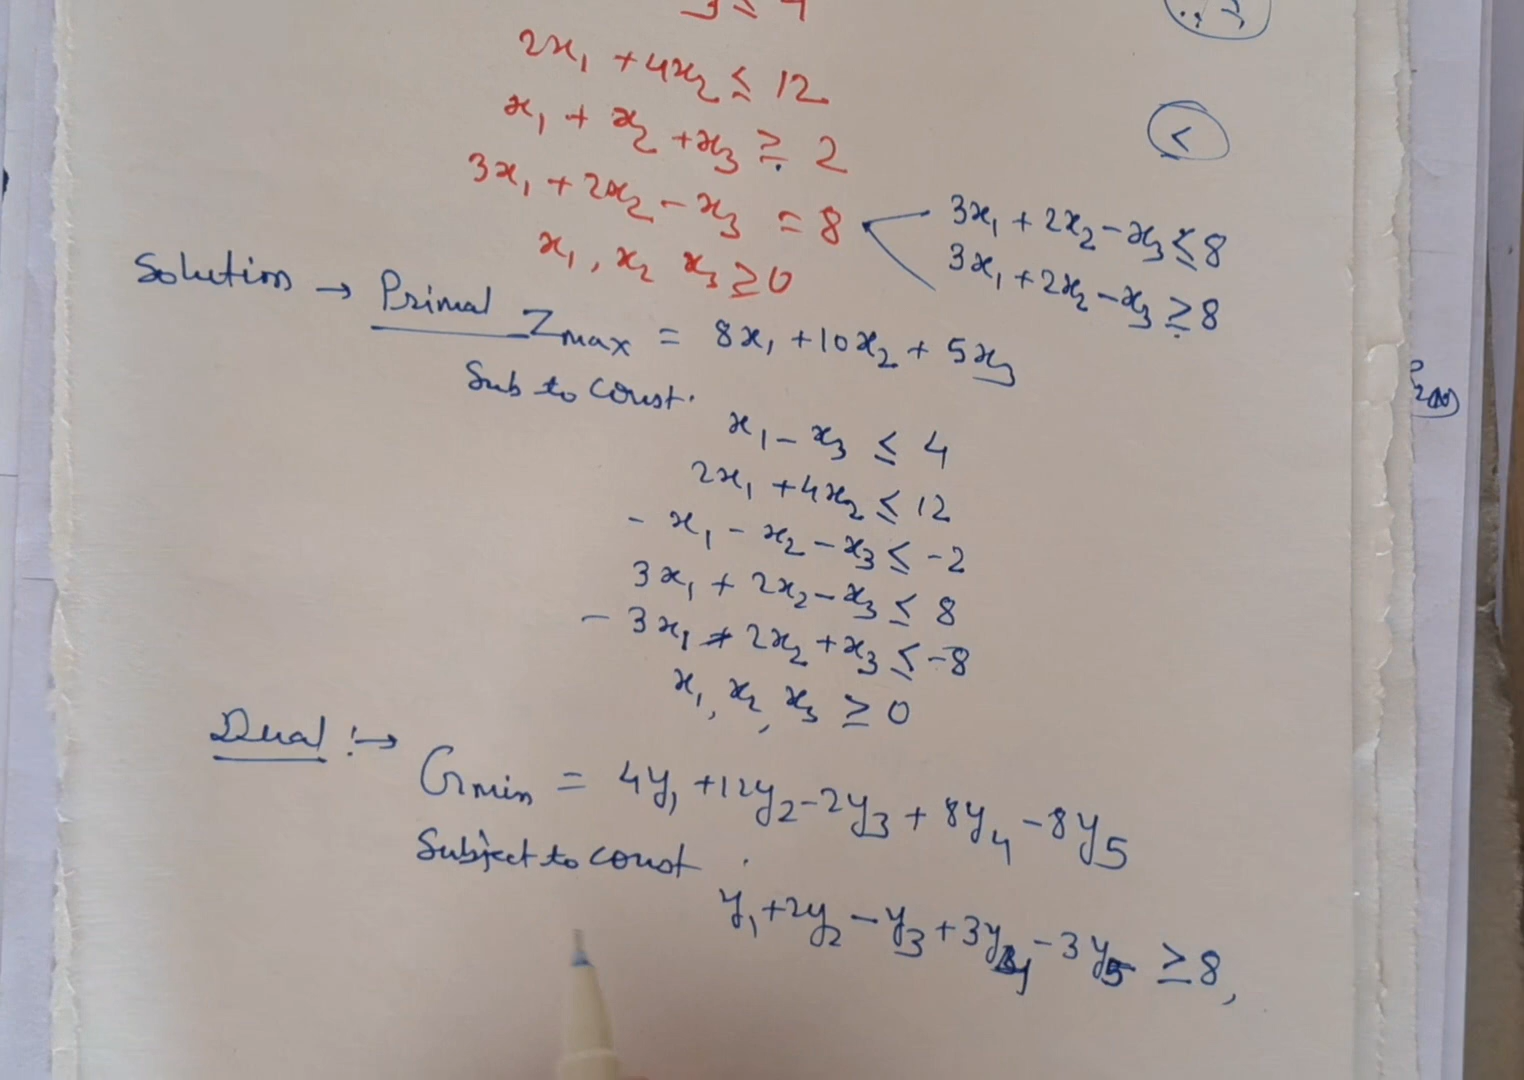 2x₁ + 4x₂ ≤ 12
x₁ + x₂ + x₃ ≥ 2
3x₁ + 2x₂ - x₃ = 8
x₁, x₂ x₃ ≥ 0
<
3x₁ + 2x₂ - x₃ ≤ 8
3x₁ + 2x₂ - x₃ ≥ 8
Solution → Primal Zmax = 8x₁ + 10x₂ + 5x₃
Sub to const.
x₁ - x₃ ≤ 4
2x₁ + 4x₂ ≤ 12
- x₁ - x₂ - x₃ ≤ -2
3x₁ + 2x₂ - x₃ ≤ 8
- 3x₁ - 2x₂ + x₃ ≤ -8
x₁, x₂, x₃ ≥ 0
Dual :→
Gmin = 4y₁ + 12y₂ - 2y₃ + 8y₄ - 8y₅
Subject to const
y₁ + 2y₂ - y₃ + 3y₄ - 3y₅ ≥ 8,